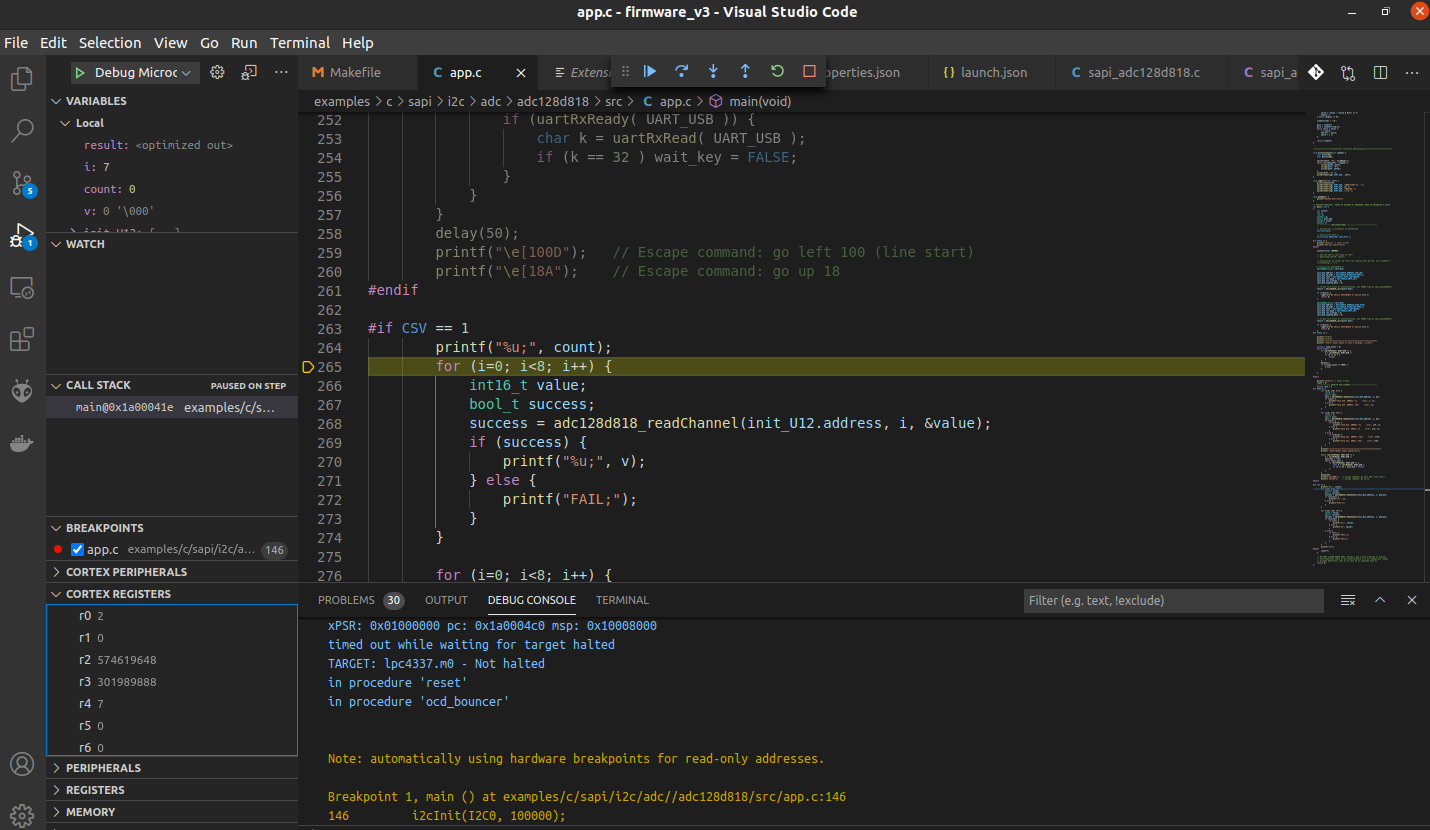 app.c - firmware_v3 - Visual Studio Code
File Edit Selection View Go Run Terminal Help
Debug Microc
Makefile
app.c
Extens
operties.json
launch.json
sapi_adc128d818.c
sapi_a
examples > c > sapi > i2c > adc > adc128d818 > src > C app.c > main(void)
VARIABLES
Local
result: <optimized out>
i: 7
count: 0
v: 0 '\000'
WATCH
CALL STACK PAUSED ON STEP
main@0x1a00041e examples/c/s...
BREAKPOINTS
app.c examples/c/sapi/i2c/a... 146
CORTEX PERIPHERALS
CORTEX REGISTERS
r0 2
r1 0
r2 574619648
r3 301989888
r4 7
r5 0
r6 0
PERIPHERALS
REGISTERS
MEMORY
5
1
252 if (uartRxReady( UART_USB )) {
253 char k = uartRxRead( UART_USB );
254 if (k == 32 ) wait_key = FALSE;
255 }
256 }
257 }
258 delay(50);
259 printf("\e[100D"); // Escape command: go left 100 (line start)
260 printf("\e[18A"); // Escape command: go up 18
261 #endif
262
263 #if CSV == 1
264 printf("%u;", count);
265 for (i=0; i<8; i++) {
266 int16_t value;
267 bool_t success;
268 success = adc128d818_readChannel(init_U12.address, i, &value);
269 if (success) {
270 printf("%u;", v);
271 } else {
272 printf("FAIL;");
273 }
274 }
275
276 for (i=0; i<8; i++) {
PROBLEMS 30 OUTPUT DEBUG CONSOLE TERMINAL
Filter (e.g. text, !exclude)
xPSR: 0x01000000 pc: 0x1a0004c0 msp: 0x10008000
timed out while waiting for target halted
TARGET: lpc4337.m0 - Not halted
in procedure 'reset'
in procedure 'ocd_bouncer'
Note: automatically using hardware breakpoints for read-only addresses.
Breakpoint 1, main () at examples/c/sapi/i2c/adc//adc128d818/src/app.c:146
146 i2cInit(I2C0, 100000);